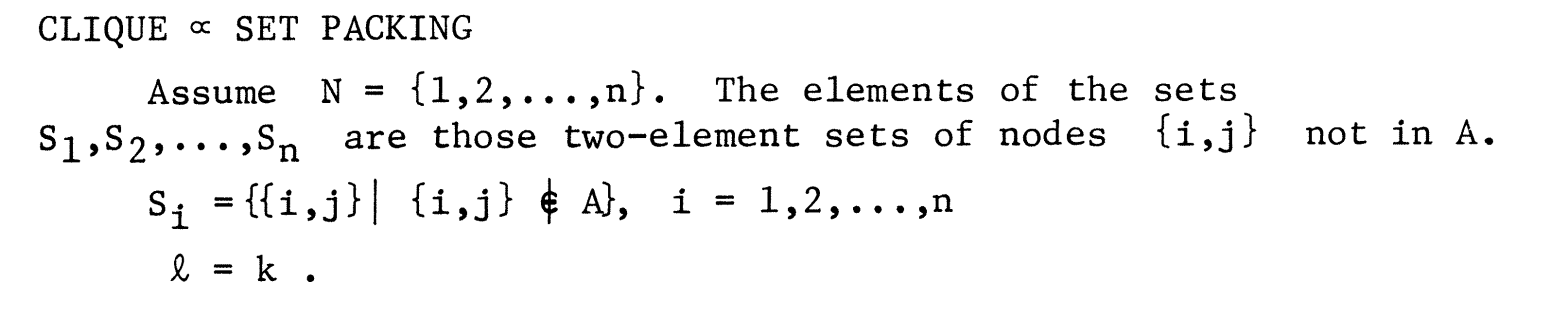 CLIQUE ∝ SET PACKING
Assume N = {1,2,...,n}. The elements of the sets
S₁,S₂,...,Sₙ are those two-element sets of nodes {i,j} not in A.
Sᵢ ={{i,j}| {i,j} ∉ A}, i = 1,2,...,n
ℓ = k .